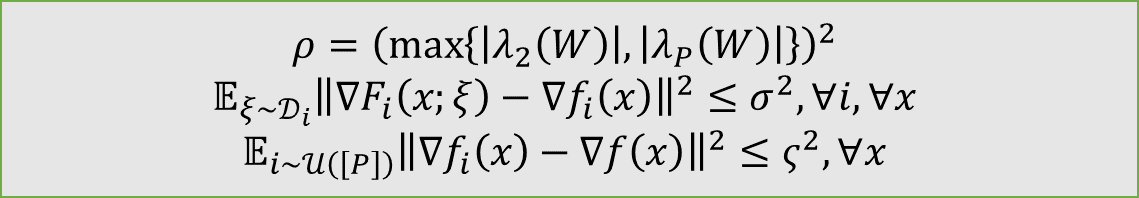 ρ = (max{|λ₂(W)|, |λ_P(W)|})²
𝔼_{ξ∼𝒟_i}‖∇F_i(x; ξ) − ∇f_i(x)‖² ≤ σ², ∀i, ∀x
𝔼_{i∼𝒰([P])}‖∇f_i(x) − ∇f(x)‖² ≤ ς², ∀x